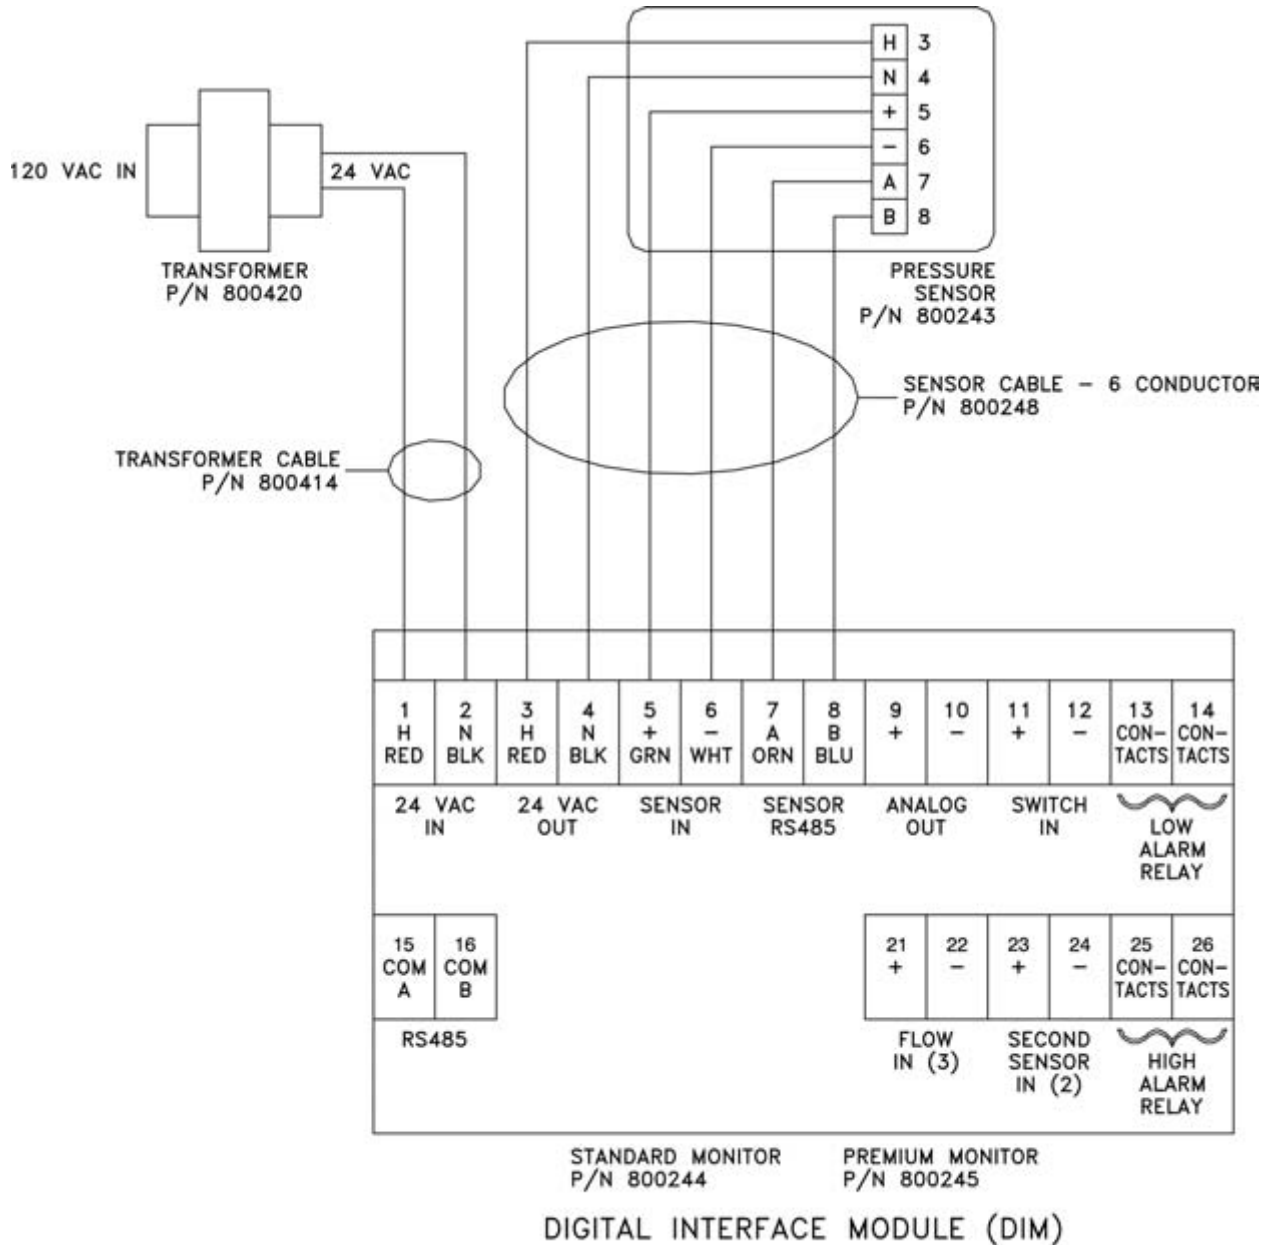 H 3
N 4
+ 5
- 6
A 7
B 8
120 VAC IN
24 VAC
TRANSFORMER
P/N 800420
PRESSURE
SENSOR
P/N 800243
SENSOR CABLE - 6 CONDUCTOR
P/N 800248
TRANSFORMER CABLE
P/N 800414
1 2 3 4 5 6 7 8 9 10 11 12 13 14
H N H N + - A B + - + - CON- CON-
RED BLK RED BLK GRN WHT ORN BLU TACTS TACTS
24 VAC 24 VAC SENSOR SENSOR ANALOG SWITCH
IN OUT IN RS485 OUT IN LOW
ALARM
RELAY
15 16 21 22 23 24 25 26
COM COM + - + - CON- CON-
A B TACTS TACTS
RS485 FLOW SECOND
IN (3) SENSOR HIGH
IN (2) ALARM
RELAY
STANDARD MONITOR PREMIUM MONITOR
P/N 800244 P/N 800245
DIGITAL INTERFACE MODULE (DIM)